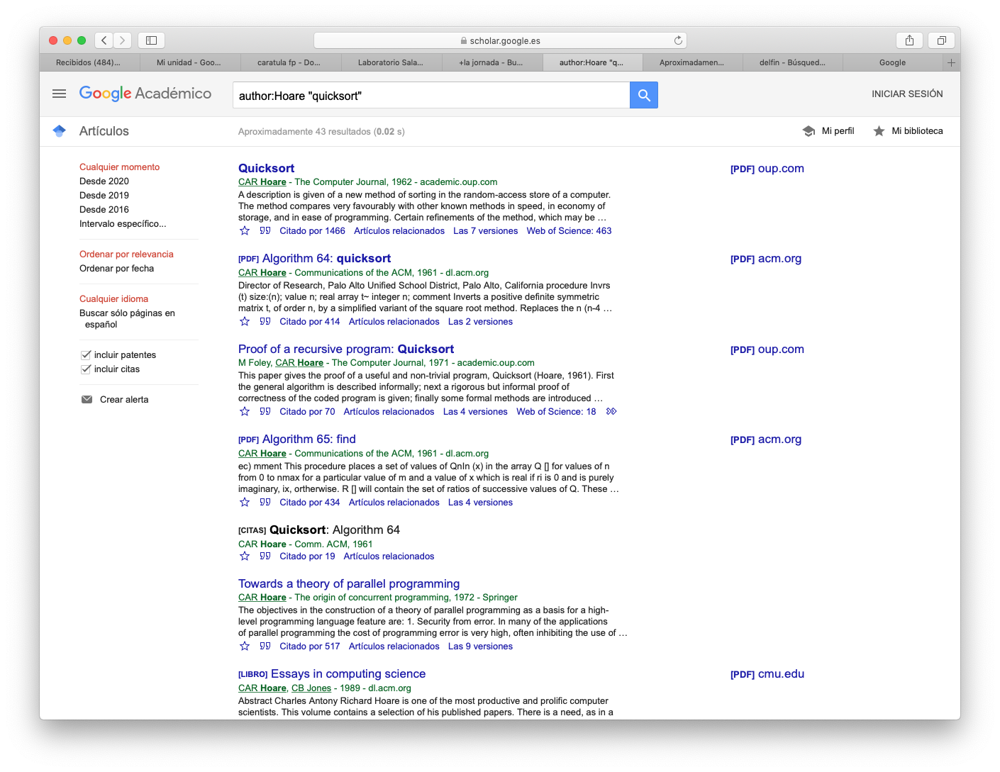 scholar.google.es
Recibidos (484)...
Mi unidad - Goo...
caratula fp - Do...
Laboratorio Sala...
+la jornada - Bu...
author:Hoare "q...
Aproximadamen...
delfin - Búsqued...
Google
Google Académico
author:Hoare "quicksort"
INICIAR SESIÓN
Artículos
Aproximadamente 43 resultados (0.02 s)
Mi perfil
Mi biblioteca
Cualquier momento
Desde 2020
Desde 2019
Desde 2016
Intervalo específico...
Ordenar por relevancia
Ordenar por fecha
Cualquier idioma
Buscar sólo páginas en
español
incluir patentes
incluir citas
Crear alerta
Quicksort
[PDF] oup.com
CAR Hoare - The Computer Journal, 1962 - academic.oup.com
A description is given of a new method of sorting in the random-access store of a computer.
The method compares very favourably with other known methods in speed, in economy of
storage, and in ease of programming. Certain refinements of the method, which may be …
Citado por 1466 Artículos relacionados Las 7 versiones Web of Science: 463
[PDF] Algorithm 64: quicksort
[PDF] acm.org
CAR Hoare - Communications of the ACM, 1961 - dl.acm.org
Director of Research, Palo Alto Unified School District, Palo Alto, California procedure Invrs
(t) size:(n); value n; real array t~ integer n; comment Inverts a positive definite symmetric
matrix t, of order n, by a simplified variant of the square root method. Replaces the n (n-4 …
Citado por 414 Artículos relacionados Las 2 versiones
Proof of a recursive program: Quicksort
[PDF] oup.com
M Foley, CAR Hoare - The Computer Journal, 1971 - academic.oup.com
This paper gives the proof of a useful and non-trivial program, Quicksort (Hoare, 1961). First
the general algorithm is described informally; next a rigorous but informal proof of
correctness of the coded program is given; finally some formal methods are introduced …
Citado por 70 Artículos relacionados Las 4 versiones Web of Science: 18
[PDF] Algorithm 65: find
[PDF] acm.org
CAR Hoare - Communications of the ACM, 1961 - dl.acm.org
ec) mment This procedure places a set of values of QnIn (x) in the array Q [] for values of n
from 0 to nmax for a particular value of m and a value of x which is real if ri is 0 and is purely
imaginary, ix, ortherwise. R [] will contain the set of ratios of successive values of Q. These …
Citado por 434 Artículos relacionados Las 4 versiones
[CITAS] Quicksort: Algorithm 64
CAR Hoare - Comm. ACM, 1961
Citado por 19 Artículos relacionados
Towards a theory of parallel programming
CAR Hoare - The origin of concurrent programming, 1972 - Springer
The objectives in the construction of a theory of parallel programming as a basis for a high-
level programming language feature are: 1. Security from error. In many of the applications
of parallel programming the cost of programming error is very high, often inhibiting the use of …
Citado por 517 Artículos relacionados Las 9 versiones
[LIBRO] Essays in computing science
[PDF] cmu.edu
CAR Hoare, CB Jones - 1989 - dl.acm.org
Abstract Charles Antony Richard Hoare is one of the most productive and prolific computer
scientists. This volume contains a selection of his published papers. There is a need, as in a